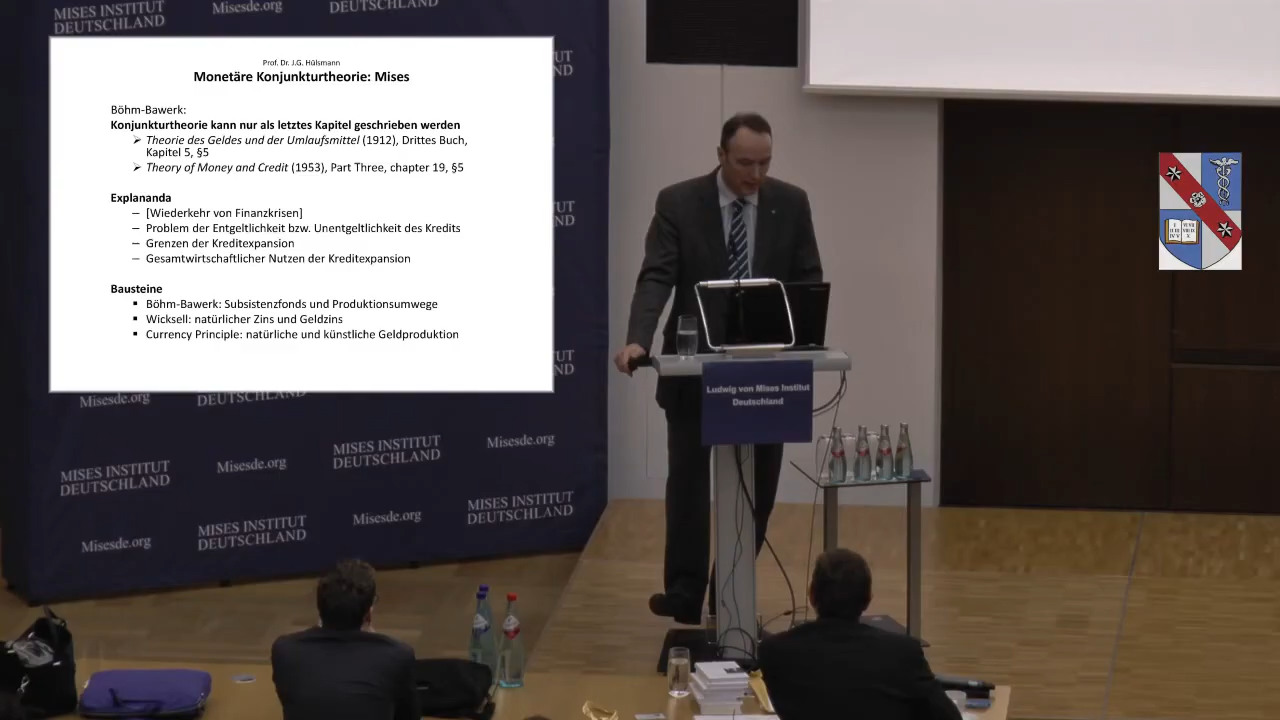 MISES INSTITUT
DEUTSCHLAND
Misesde.org
DEUTSCHLAND
Prof. Dr. J.G. Hülsmann
Monetäre Konjunkturtheorie: Mises
Böhm-Bawerk:
Konjunkturtheorie kann nur als letztes Kapitel geschrieben werden
➢ Theorie des Geldes und der Umlaufsmittel (1912), Drittes Buch,
Kapitel 5, §5
➢ Theory of Money and Credit (1953), Part Three, chapter 19, §5
Explananda
– [Wiederkehr von Finanzkrisen]
– Problem der Entgeltlichkeit bzw. Unentgeltlichkeit des Kredits
– Grenzen der Kreditexpansion
– Gesamtwirtschaftlicher Nutzen der Kreditexpansion
Bausteine
▪ Böhm-Bawerk: Subsistenzfonds und Produktionsumwege
▪ Wicksell: natürlicher Zins und Geldzins
▪ Currency Principle: natürliche und künstliche Geldproduktion
Misesde.org
DEUTSCHLAND
MISES INSTITUT
DEUTSCHLAND
Misesde.org
MISES INSTITUT
DEUTSCHLAND
Misesde.org
Misesde.org
MISES INSTITUT
DEUTSCHLAND
Misesde.org
MISES INSTITUT
DEUTSCHLAND
Ludwig von Mises Institut
Deutschland